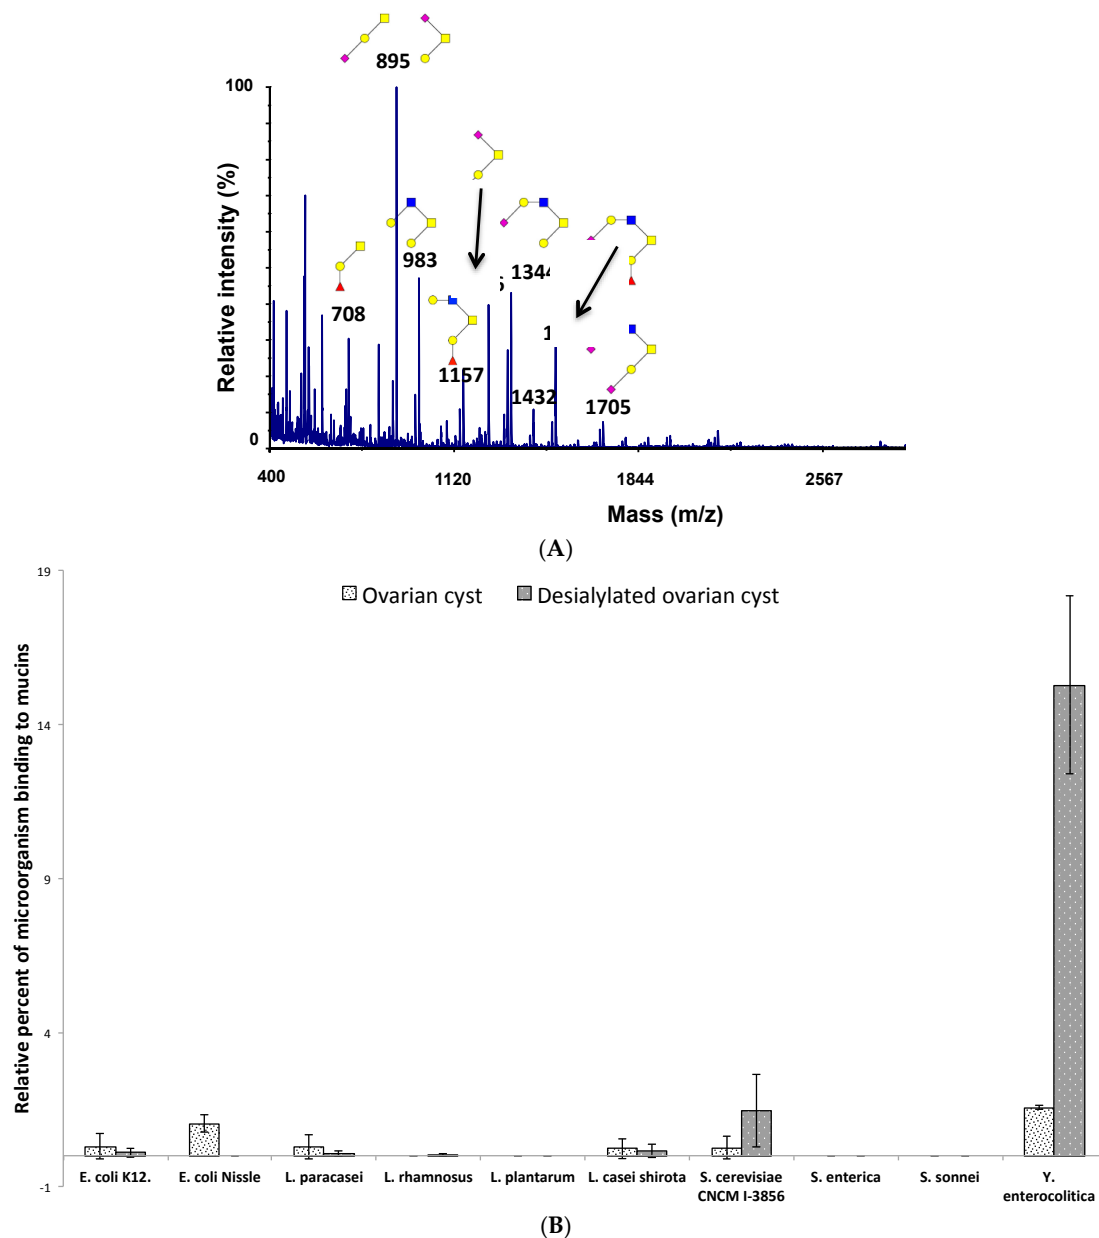 895
100
Relative intensity (%)
983
1344
708
1157
1432
1705
0
400
1120
1844
2567
Mass (m/z)
(A)
19
Ovarian cyst
Desialylated ovarian cyst
Relative percent of microorganism binding to mucins
14
9
4
-1
E. coli K12.
E. coli Nissle
L. paracasei
L. rhamnosus
L. plantarum
L. casei shirota
S. cerevisiae
CNCM I-3856
S. enterica
S. sonnei
Y.
enterocolitica
(B)